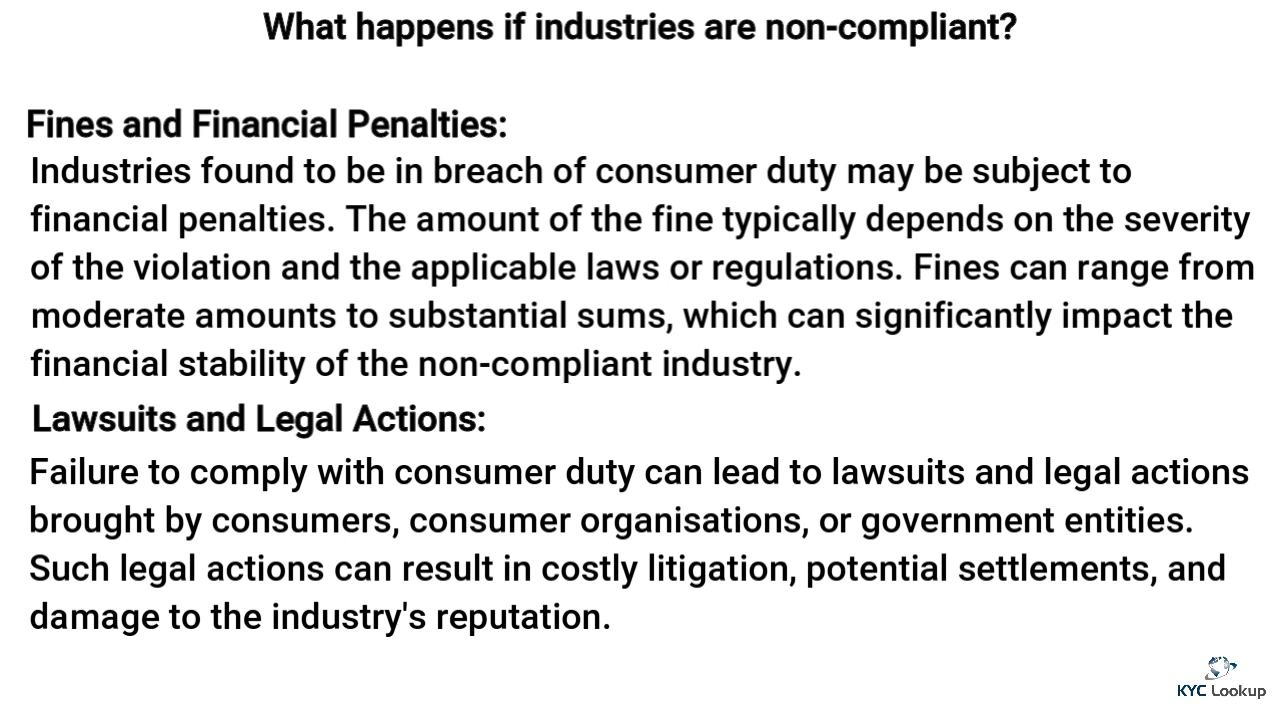 What happens if industries are non-compliant?
Fines and Financial Penalties:
Industries found to be in breach of consumer duty may be subject to
financial penalties. The amount of the fine typically depends on the severity
of the violation and the applicable laws or regulations. Fines can range from
moderate amounts to substantial sums, which can significantly impact the
financial stability of the non-compliant industry.
Lawsuits and Legal Actions:
Failure to comply with consumer duty can lead to lawsuits and legal actions
brought by consumers, consumer organisations, or government entities.
Such legal actions can result in costly litigation, potential settlements, and
damage to the industry's reputation.
KYC Lookup